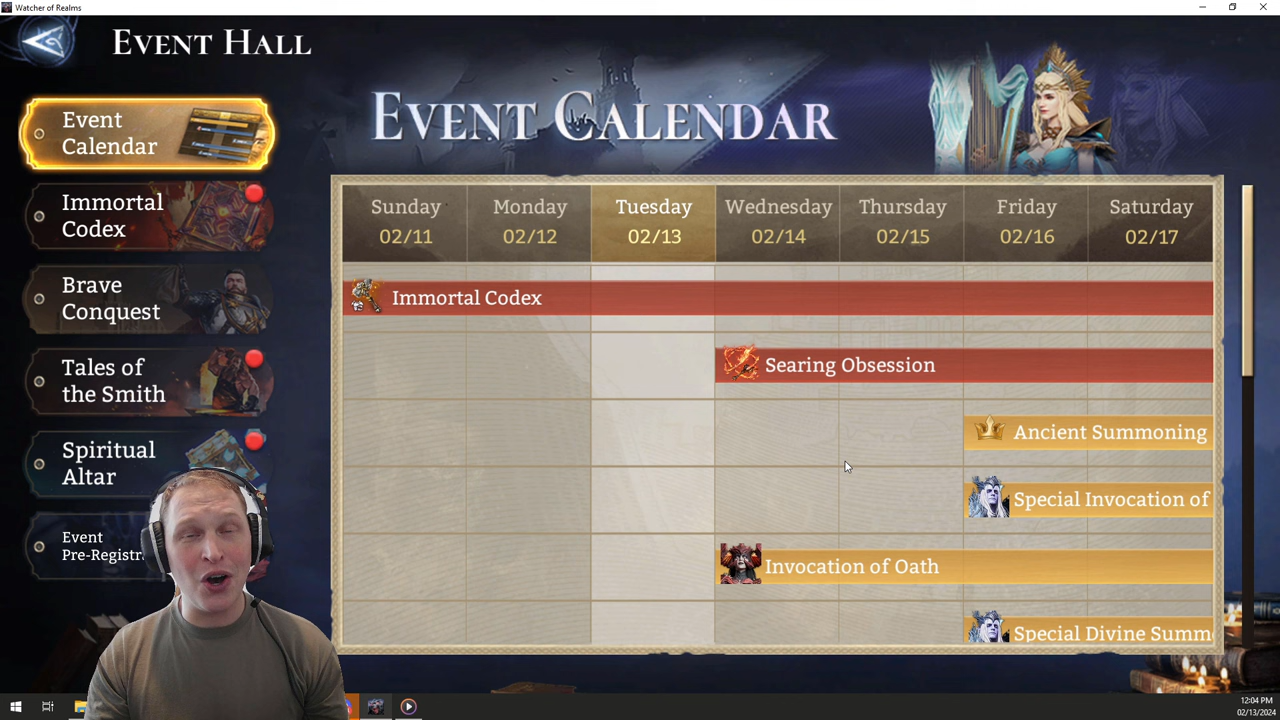 Watcher of Realms
EVENT HALL
Event
Calendar
Immortal
Codex
Brave
Conquest
Tales of
the Smith
Spiritual
Altar
Event
Pre-Registr
EVENT CALENDAR
Sunday Monday Tuesday Wednesday Thursday Friday Saturday
02/11 02/12 02/13 02/14 02/15 02/16 02/17
Immortal Codex
Searing Obsession
Ancient Summoning
Special Invocation of
Invocation of Oath
Special Divine Summ
12:04 PM
02/13/2024